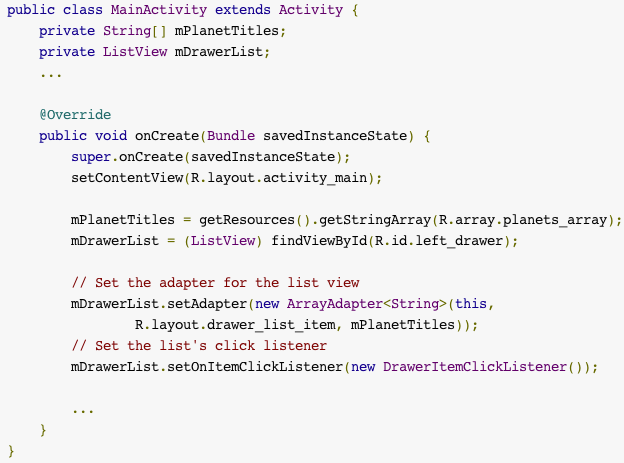 public class MainActivity extends Activity {
    private String[] mPlanetTitles;
    private ListView mDrawerList;
    ...

    @Override
    public void onCreate(Bundle savedInstanceState) {
        super.onCreate(savedInstanceState);
        setContentView(R.layout.activity_main);

        mPlanetTitles = getResources().getStringArray(R.array.planets_array);
        mDrawerList = (ListView) findViewById(R.id.left_drawer);

        // Set the adapter for the list view
        mDrawerList.setAdapter(new ArrayAdapter<String>(this,
                R.layout.drawer_list_item, mPlanetTitles));
        // Set the list's click listener
        mDrawerList.setOnItemClickListener(new DrawerItemClickListener());

        ...
    }
}